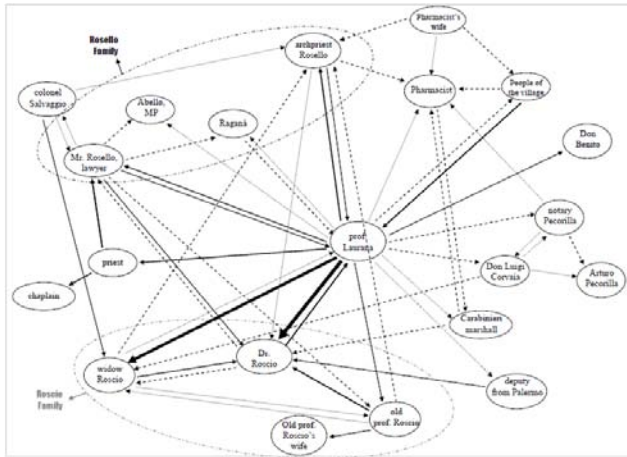 Pharmacist's
wife
Rosello
Family
archpriest
Rosello
colonel
Salvaggio
Abello,
MP
Pharmacist
People of
the village
Raganà
Don
Benito
Mr. Rosello,
lawyer
notary
Pecorilla
prof.
Laurana
priest
Don Luigi
Corvaia
Arturo
Pecorilla
chaplain
Carabinieri
marshall
Dr.
Roscio
widow
Roscio
deputy
from Palermo
Roscio
Family
old
prof. Roscio
Old prof.
Roscio's
wife